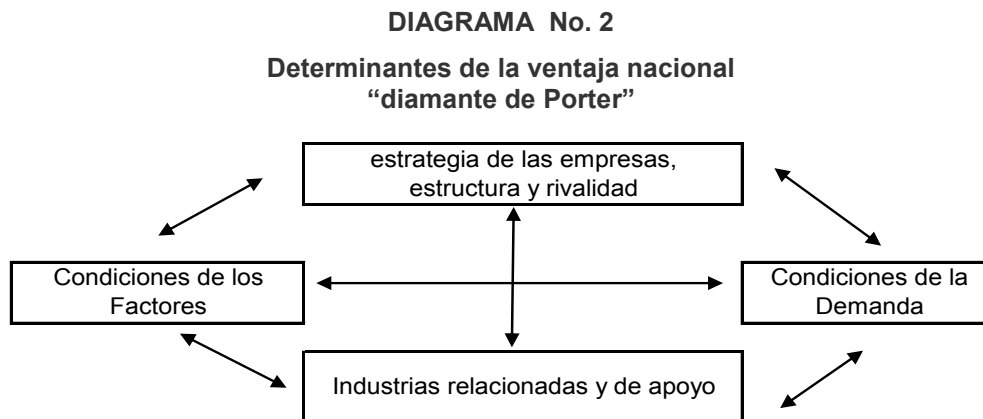 DIAGRAMA No. 2
Determinantes de la ventaja nacional
“diamante de Porter”
estrategia de las empresas,
estructura y rivalidad
Condiciones de los
Factores
Condiciones de la
Demanda
Industrias relacionadas y de apoyo